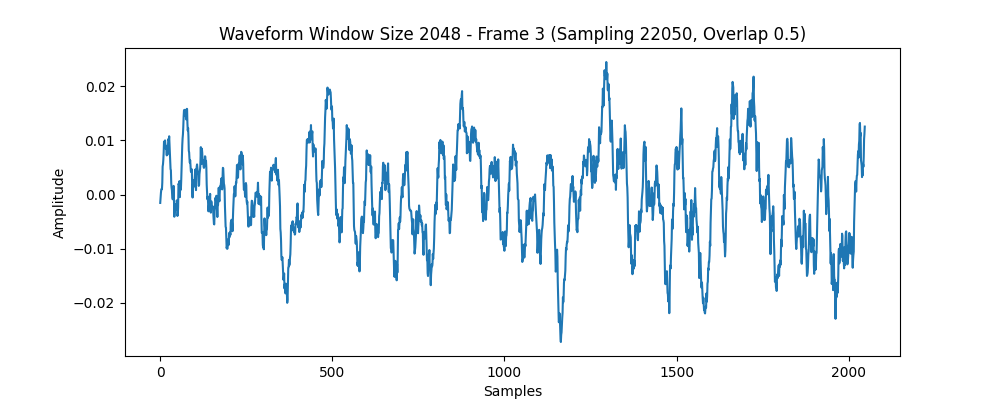 Waveform Window Size 2048 - Frame 3 (Sampling 22050, Overlap 0.5)
0.02
0.01
0.00
−0.01
−0.02
Amplitude
0 500 1000 1500 2000
Samples